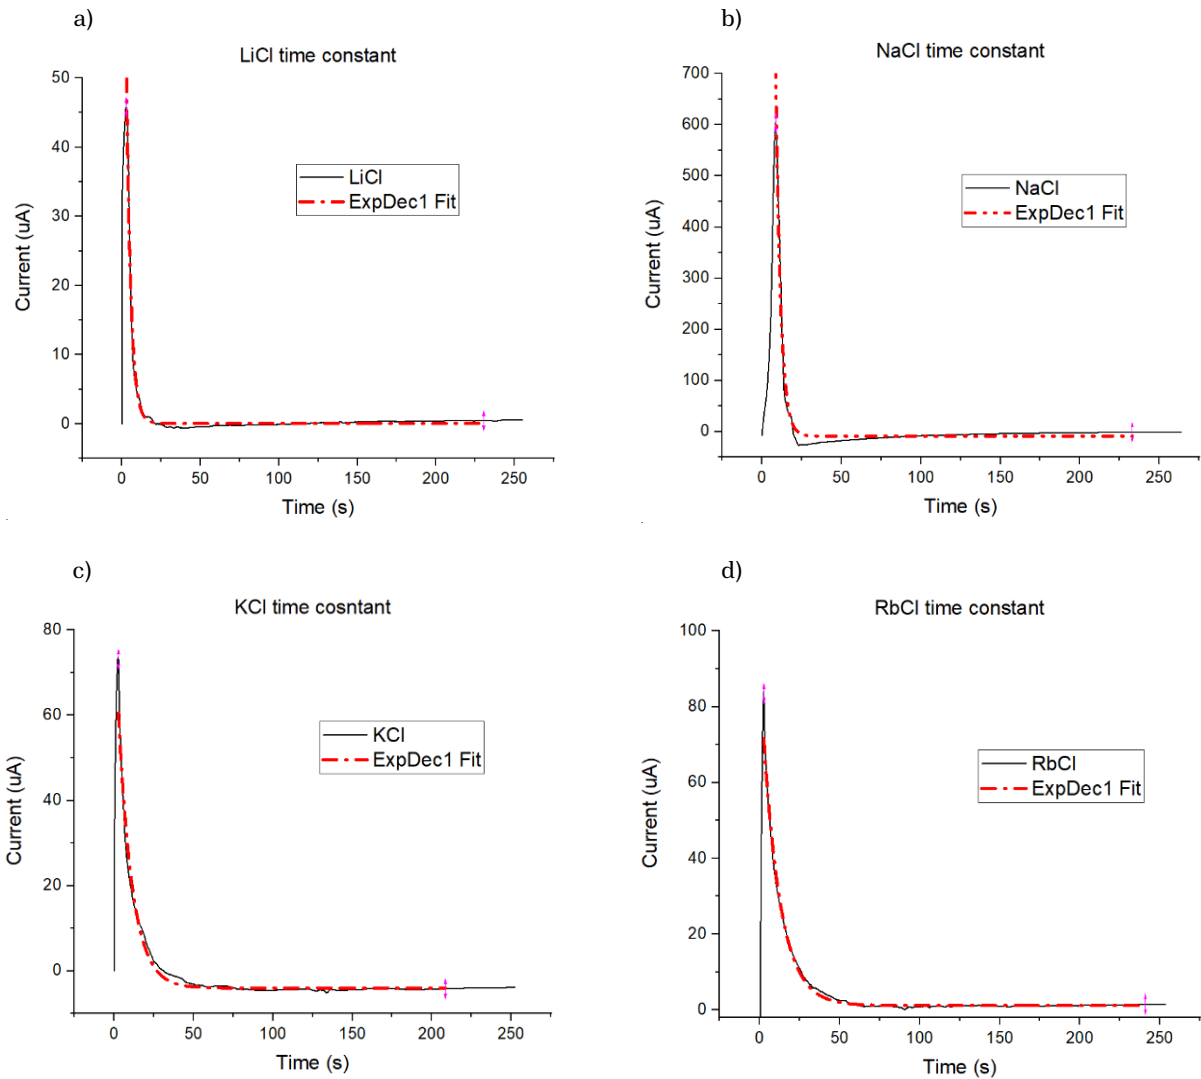 a)
LiCl time constant
50
40
30
20
10
0
Current (uA)
LiCl
ExpDec1 Fit
0 50 100 150 200 250
Time (s)
b)
NaCl time constant
700
600
500
400
300
200
100
0
Current (uA)
NaCl
ExpDec1 Fit
0 50 100 150 200 250
Time (s)
c)
KCl time cosntant
80
60
40
20
0
Current (uA)
KCl
ExpDec1 Fit
0 50 100 150 200 250
Time (s)
d)
RbCl time constant
100
80
60
40
20
0
Current (uA)
RbCl
ExpDec1 Fit
0 50 100 150 200 250
Time (s)